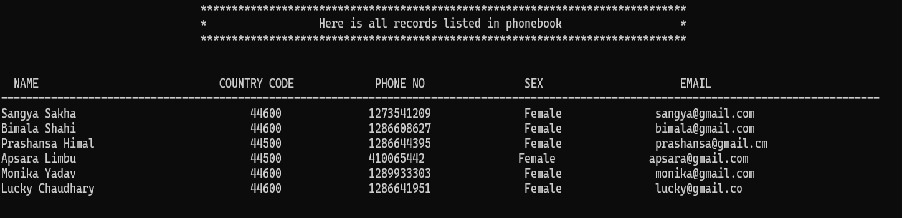 ******************************************************************************
* Here is all records listed in phonebook *
******************************************************************************
NAME COUNTRY CODE PHONE NO SEX EMAIL
--------------------------------------------------------------------------------------------------------------------------------------------
Sangya Sakha 44600 1273541209 Female sangya@gmail.com
Bimala Shahi 44600 1286608627 Female bimala@gmail.com
Prashansa Himal 44500 1286644395 Female prashansa@gmail.cm
Apsara Limbu 44500 410065442 Female apsara@gmail.com
Monika Yadav 44600 1289933303 Female monika@gmail.com
Lucky Chaudhary 44600 1286641951 Female lucky@gmail.co